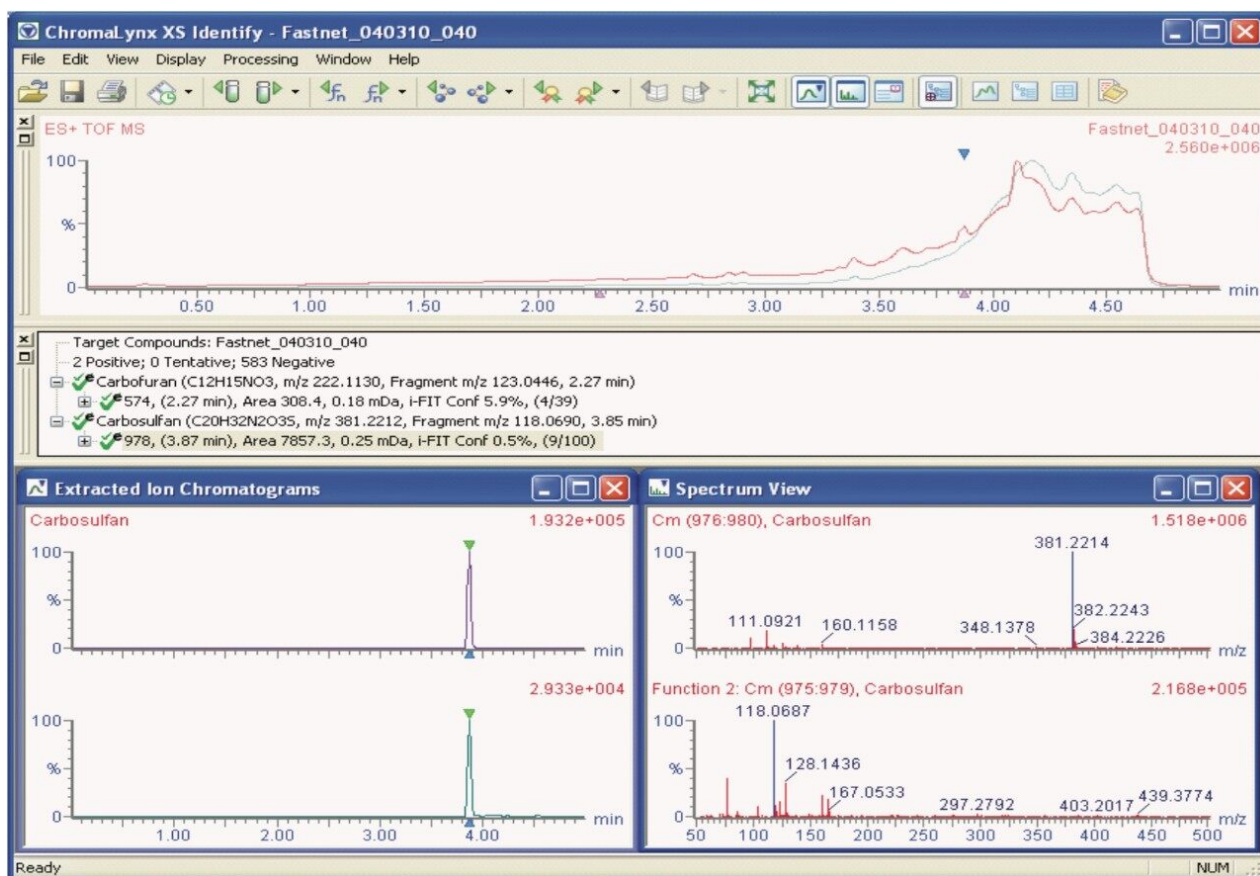 ChromaLynx XS Identify - Fastnet_040310_040
File Edit View Display Processing Window Help
ES+ TOF MS
Fastnet_040310_040
2.560e+006
100
%
0
0.50 1.00 1.50 2.00 2.50 3.00 3.50 4.00 4.50 min
Target Compounds: Fastnet_040310_040
2 Positive; 0 Tentative; 583 Negative
Carbofuran (C12H15NO3, m/z 222.1130, Fragment m/z 123.0446, 2.27 min)
574, (2.27 min), Area 308.4, 0.18 mDa, i-FIT Conf 5.9%, (4/39)
Carbosulfan (C20H32N2O3S, m/z 381.2212, Fragment m/z 118.0690, 3.85 min)
978, (3.87 min), Area 7857.3, 0.25 mDa, i-FIT Conf 0.5%, (9/100)
Extracted Ion Chromatograms
Carbosulfan
1.932e+005
100
%
0
min
2.933e+004
100
%
0
1.00 2.00 3.00 4.00 min
Spectrum View
Cm (976:980), Carbosulfan
1.518e+006
381.2214
100
%
111.0921
160.1158
348.1378
382.2243
384.2226
0
m/z
Function 2: Cm (975:979), Carbosulfan
2.168e+005
118.0687
100
%
128.1436
167.0533
297.2792
403.2017
439.3774
0
50 100 150 200 250 300 350 400 450 500 m/z
Ready
NUM